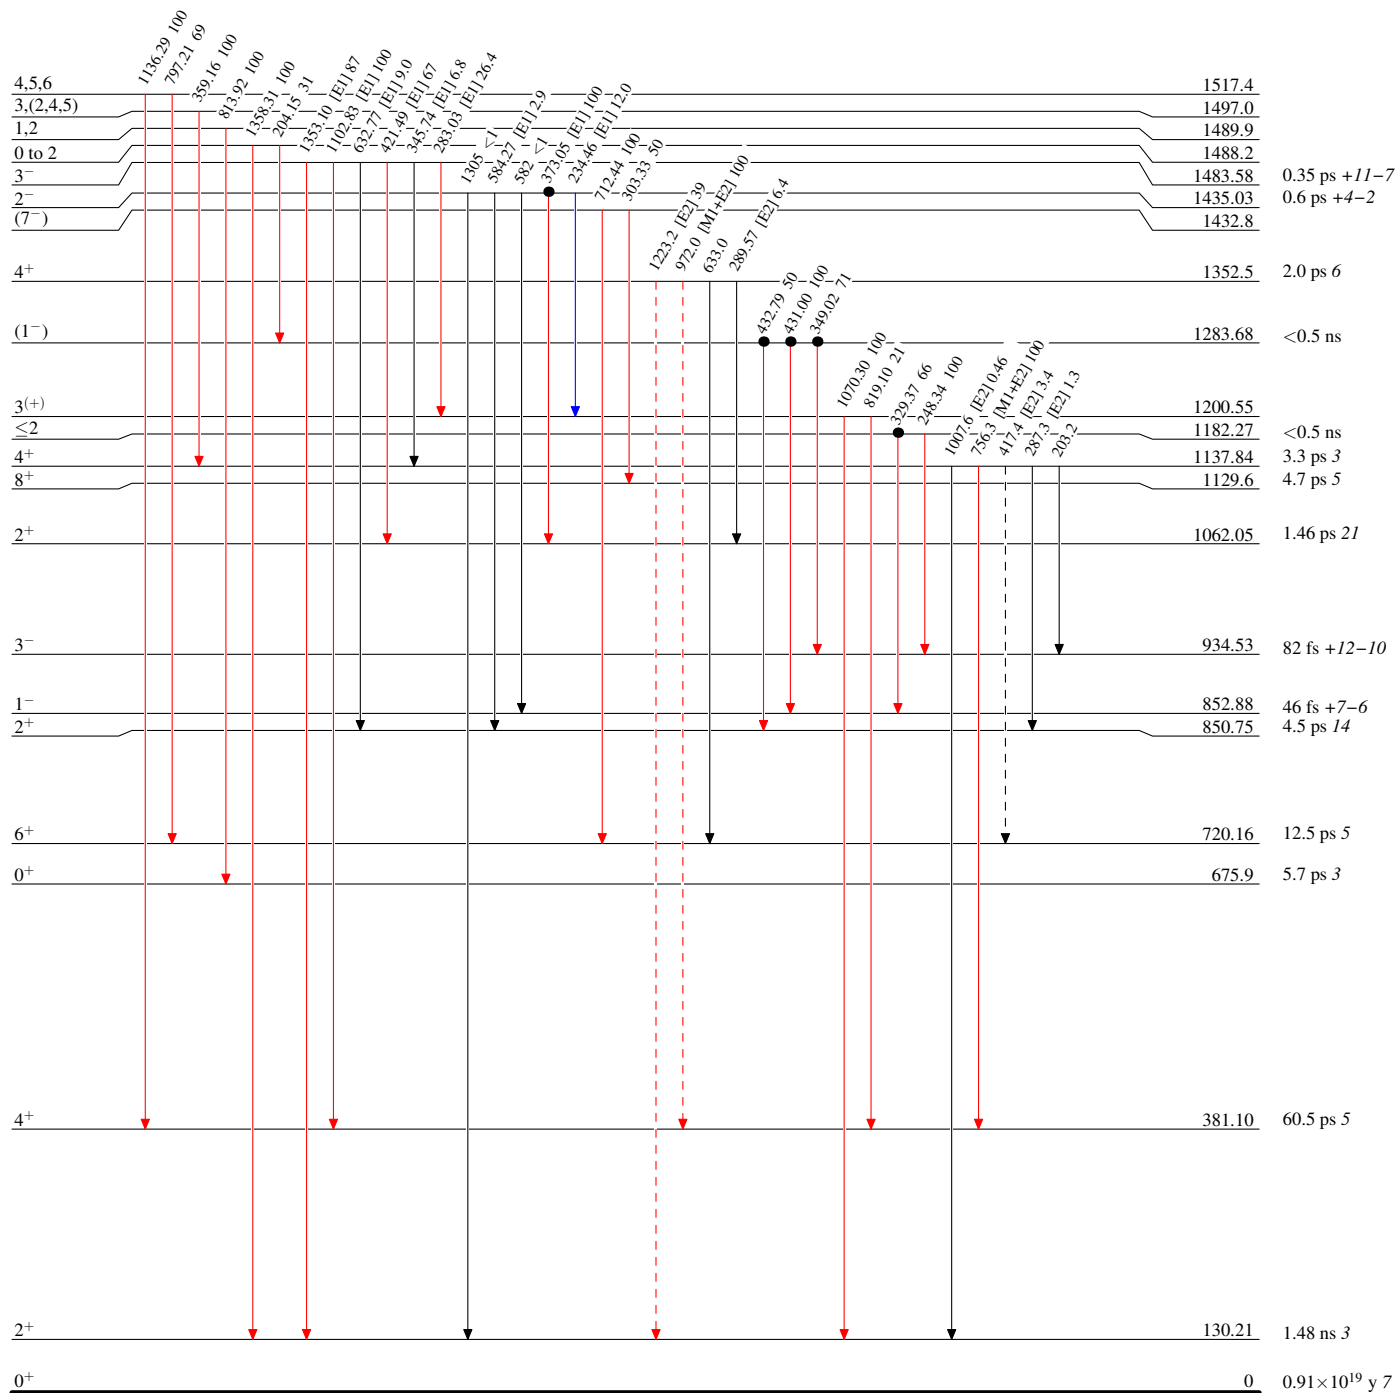 1136.29 100
797.21 69
359.16 100
813.92 100
1358.31 100
204.15 31
1353.10 [E1] 87
1102.83 [E1] 100
632.77 [E1] 9.0
421.49 [E1] 67
345.74 [E1] 6.8
283.03 [E1] 26.4
1305 <1
584.27 [E1] 2.9
582 <1
373.05 [E1] 100
234.46 [E1] 12.0
712.44 100
303.33 50
1223.2 [E2] 39
972.0 [M1+E2] 100
633.0
289.57 [E2] 6.4
432.79 50
431.00 100
349.02 71
1070.30 100
819.10 21
329.37 66
248.34 100
1007.6 [E2] 0.46
756.3 [M1+E2] 100
417.4 [E2] 3.4
287.3 [E2] 1.3
203.2
4,5,6 1517.4
3,(2,4,5) 1497.0
1,2 1489.9
0 to 2 1488.2
3⁻ 1483.58 0.35 ps +11−7
2⁻ 1435.03 0.6 ps +4−2
(7⁻) 1432.8
4⁺ 1352.5 2.0 ps 6
(1⁻) 1283.68 <0.5 ns
3⁽⁺⁾ 1200.55
≤2 1182.27 <0.5 ns
4⁺ 1137.84 3.3 ps 3
8⁺ 1129.6 4.7 ps 5
2⁺ 1062.05 1.46 ps 21
3⁻ 934.53 82 fs +12−10
1⁻ 852.88 46 fs +7−6
2⁺ 850.75 4.5 ps 14
6⁺ 720.16 12.5 ps 5
0⁺ 675.9 5.7 ps 3
4⁺ 381.10 60.5 ps 5
2⁺ 130.21 1.48 ns 3
0⁺ 0 0.91×10¹⁹ y 7